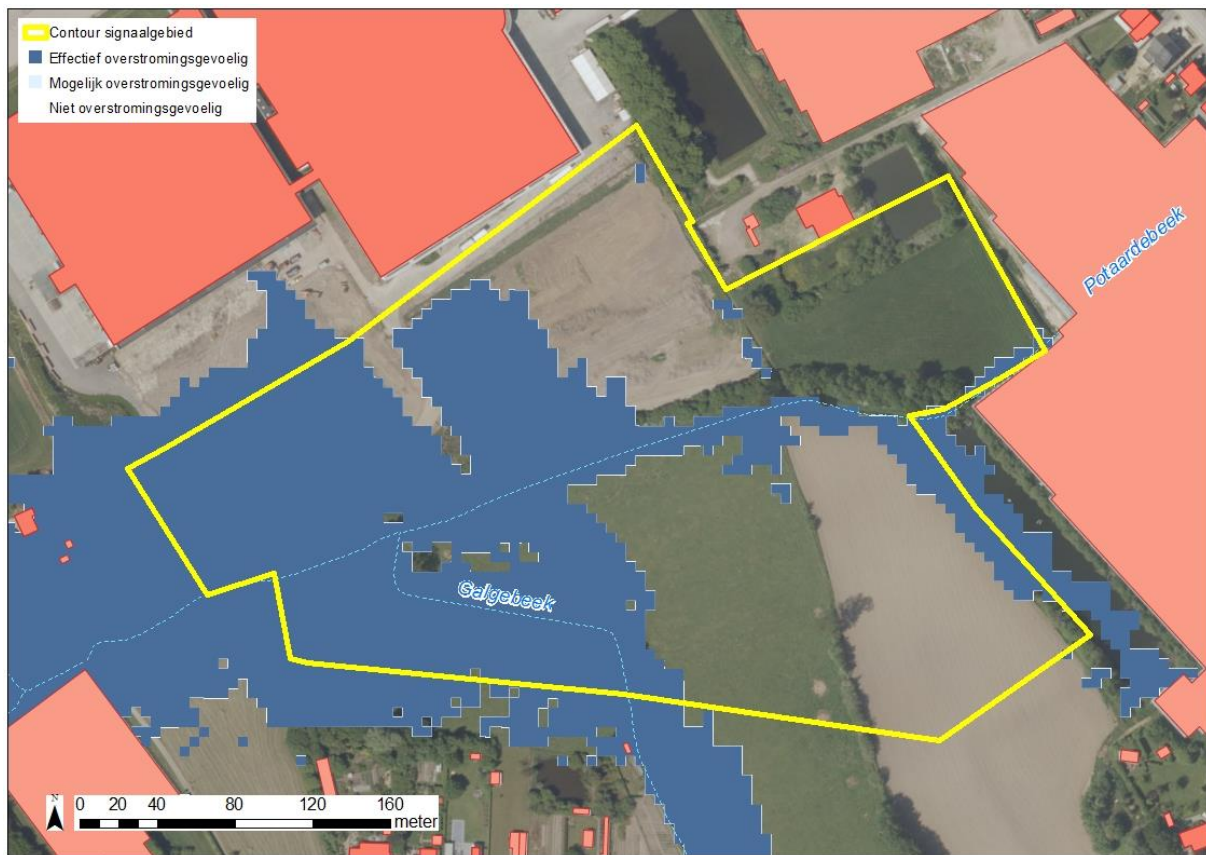 Contour signaalgebied
Effectief overstromingsgevoelig
Mogelijk overstromingsgevoelig
Niet overstromingsgevoelig
Potaardebeek
Galgebeek
N
0 20 40 80 120 160
meter